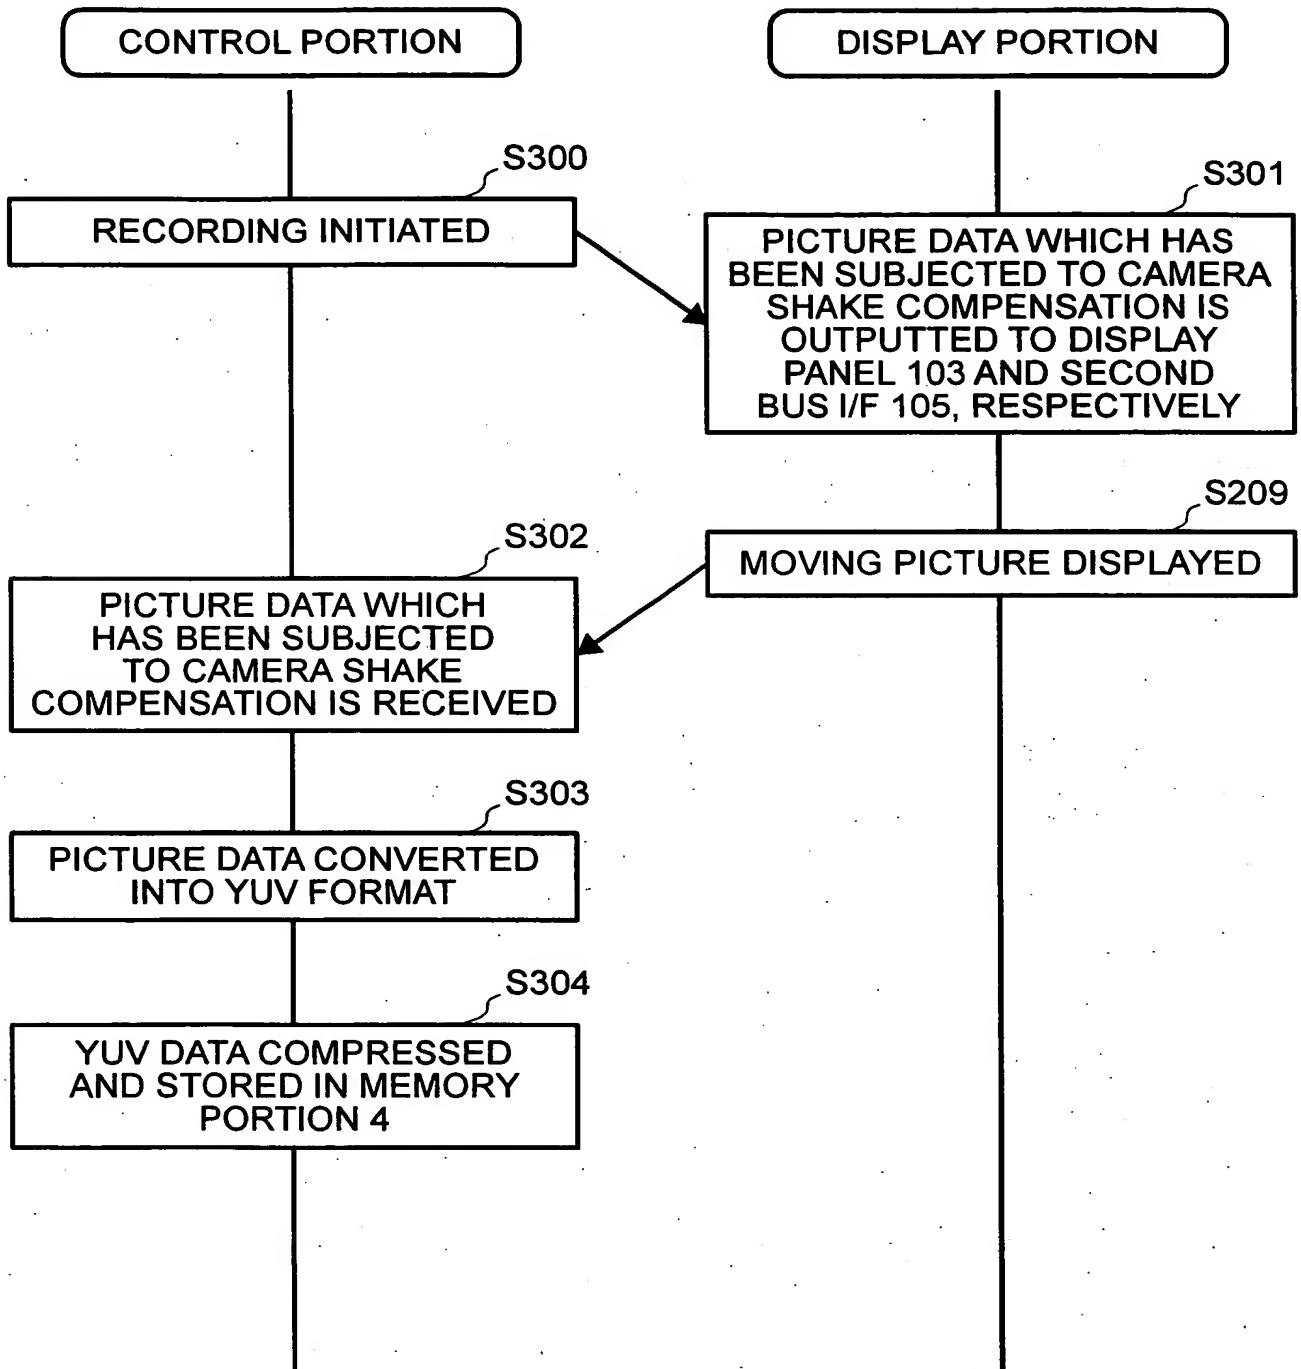 CONTROL PORTION
DISPLAY PORTION
S300
RECORDING INITIATED
S301
PICTURE DATA WHICH HAS
BEEN SUBJECTED TO CAMERA
SHAKE COMPENSATION IS
OUTPUTTED TO DISPLAY
PANEL 103 AND SECOND
BUS I/F 105, RESPECTIVELY
S209
MOVING PICTURE DISPLAYED
S302
PICTURE DATA WHICH
HAS BEEN SUBJECTED
TO CAMERA SHAKE
COMPENSATION IS RECEIVED
S303
PICTURE DATA CONVERTED
INTO YUV FORMAT
S304
YUV DATA COMPRESSED
AND STORED IN MEMORY
PORTION 4